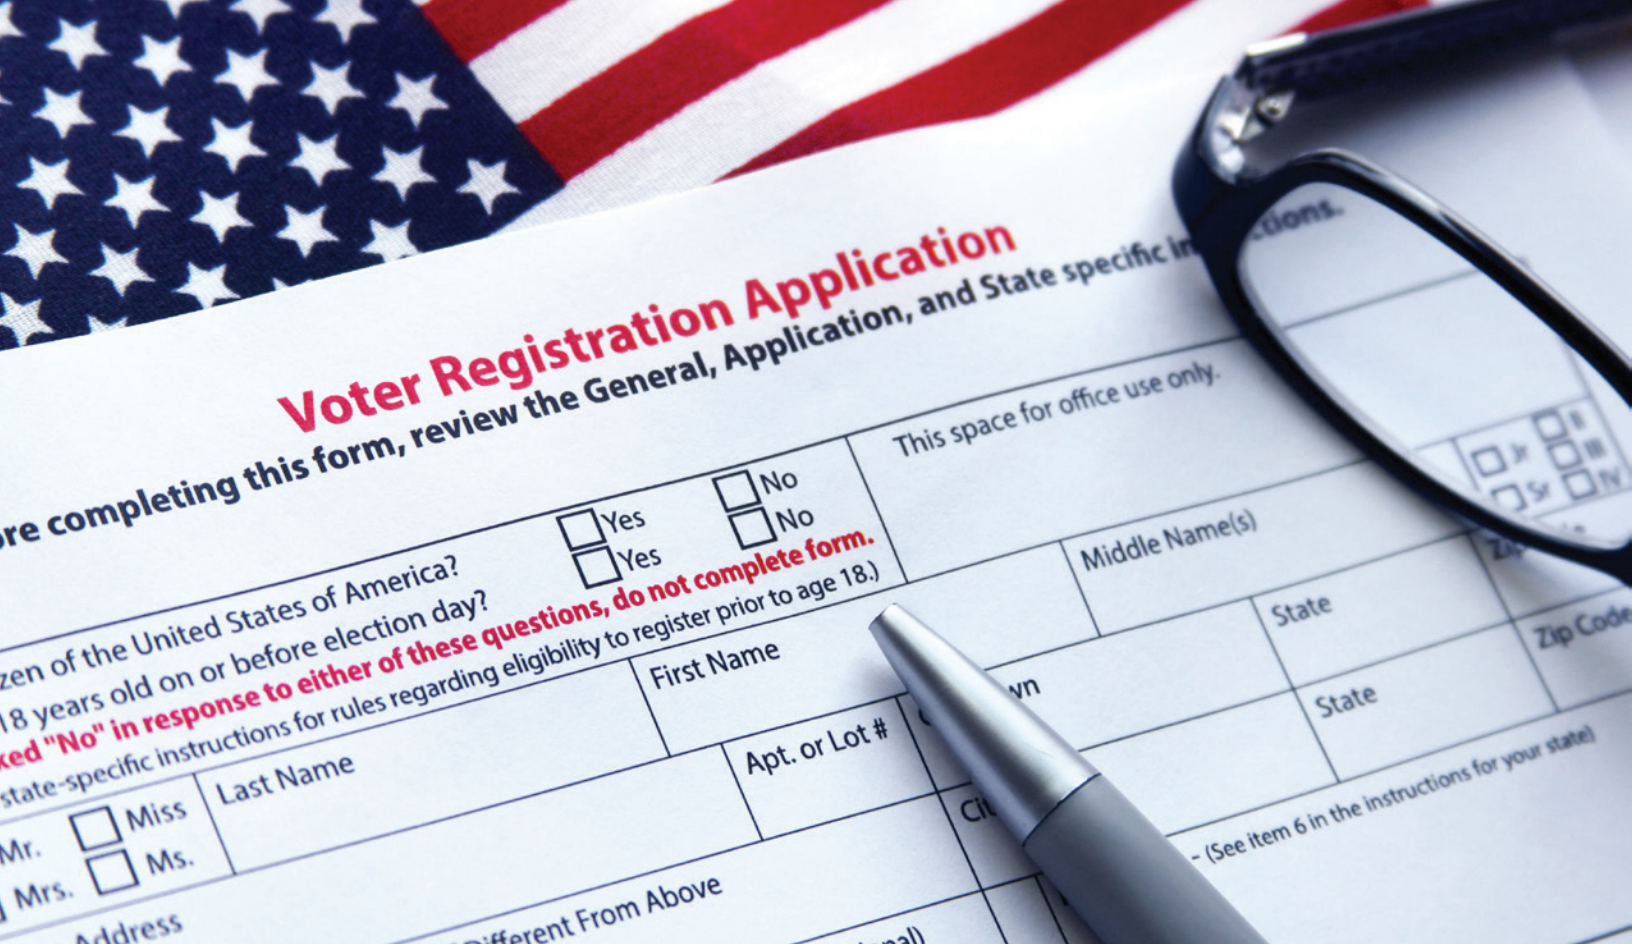 Voter Registration Application
re completing this form, review the General, Application, and State specific in ctions.
zen of the United States of America? Yes No
18 years old on or before election day? Yes No
ked "No" in response to either of these questions, do not complete form.
state-specific instructions for rules regarding eligibility to register prior to age 18.)
This space for office use only.
Mr. Miss
Mrs. Ms.
Last Name
First Name
Middle Name(s)
Jr II
Sr III
IV
Address
Apt. or Lot #
wn
State
Zip Code
Different From Above
Cit
State
onal)
- (See item 6 in the instructions for your state)